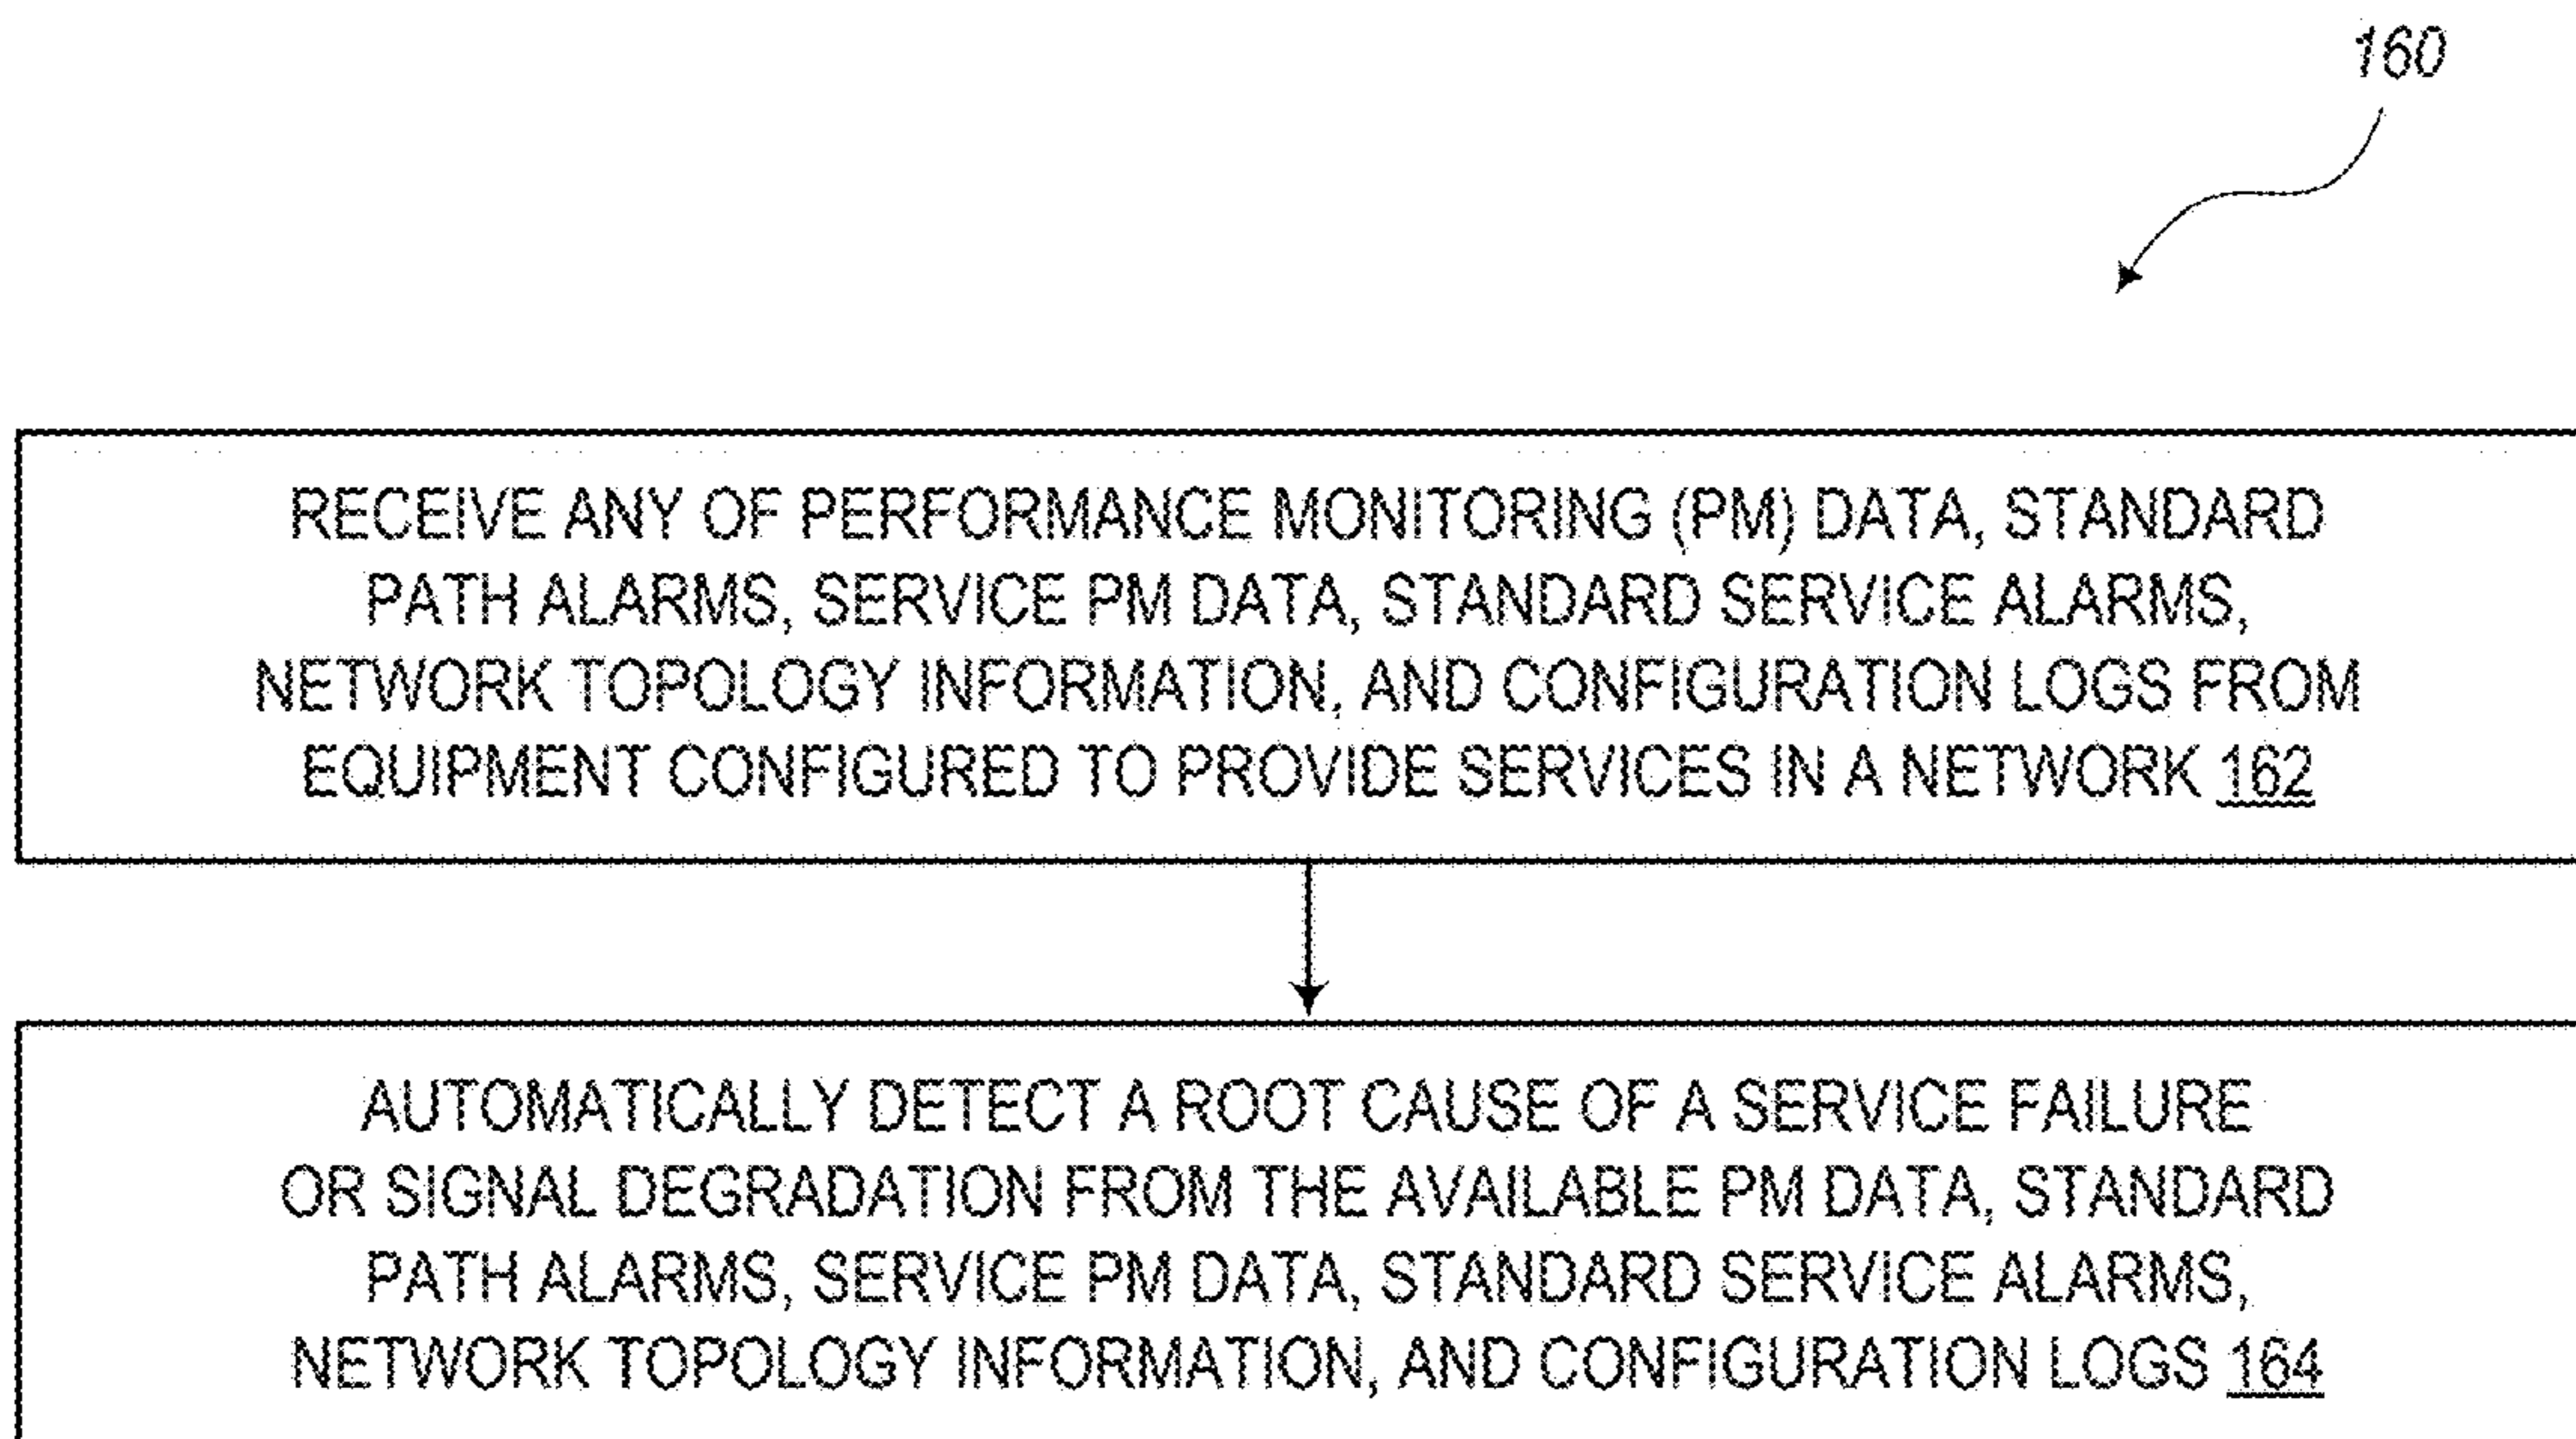 160
RECEIVE ANY OF PERFORMANCE MONITORING (PM) DATA, STANDARD
PATH ALARMS, SERVICE PM DATA, STANDARD SERVICE ALARMS,
NETWORK TOPOLOGY INFORMATION, AND CONFIGURATION LOGS FROM
EQUIPMENT CONFIGURED TO PROVIDE SERVICES IN A NETWORK 162
AUTOMATICALLY DETECT A ROOT CAUSE OF A SERVICE FAILURE
OR SIGNAL DEGRADATION FROM THE AVAILABLE PM DATA, STANDARD
PATH ALARMS, SERVICE PM DATA, STANDARD SERVICE ALARMS,
NETWORK TOPOLOGY INFORMATION, AND CONFIGURATION LOGS 164